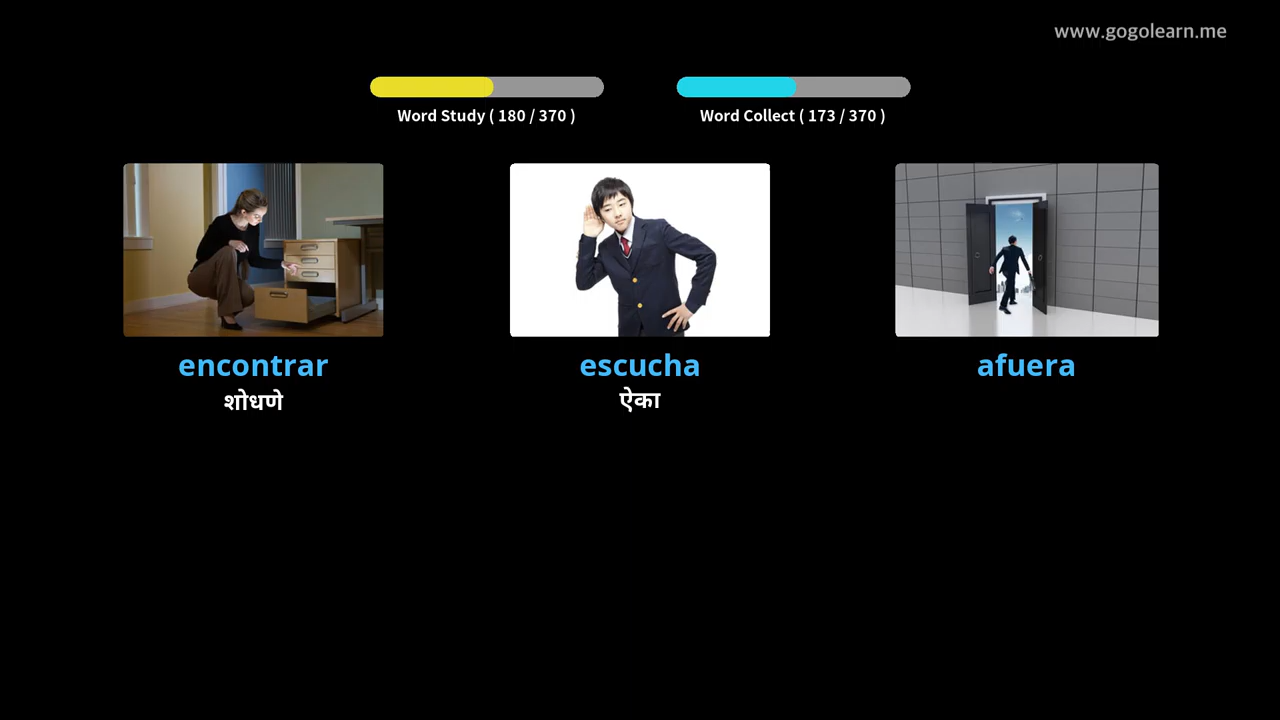 www.gogolearn.me
Word Study ( 180 / 370 )
Word Collect ( 173 / 370 )
encontrar
शोधणे
escucha
ऐका
afuera